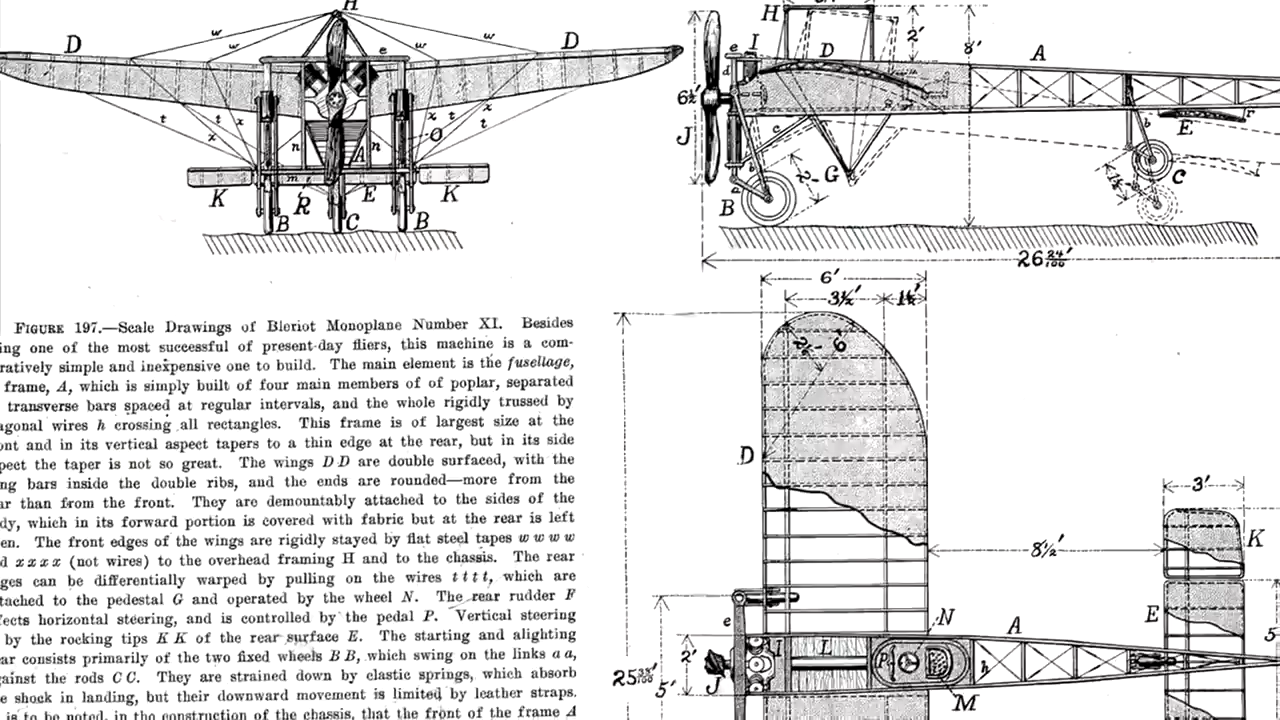 H
D
w
w
w
w
D
e
t
t
x
x
t
x
t
O
n
A
n
K
m
R
E
K
B
C
B
H
2'
8'
A
e
I
D
d
6½'
J
c
b
2'
G
a
B
b
E
r
C
26 24/100'
6'
3½'
1½'
6'
D
3'
8½'
K
N
E
A
e
I
L
P
h
2'
J
M
25 35/100'
5'
5
FIGURE 197.—Scale Drawings of Bleriot Monoplane Number XI. Besides
ing one of the most successful of present-day fliers, this machine is a com-
ratively simple and inexpensive one to build. The main element is the fusellage,
frame, A, which is simply built of four main members of of poplar, separated
transverse bars spaced at regular intervals, and the whole rigidly trussed by
agonal wires h crossing all rectangles. This frame is of largest size at the
ont and in its vertical aspect tapers to a thin edge at the rear, but in its side
pect the taper is not so great. The wings D D are double surfaced, with the
ng bars inside the double ribs, and the ends are rounded—more from the
ar than from the front. They are demountably attached to the sides of the
dy, which in its forward portion is covered with fabric but at the rear is left
en. The front edges of the wings are rigidly stayed by flat steel tapes w w w w
d x x x x (not wires) to the overhead framing H and to the chassis. The rear
ges can be differentially warped by pulling on the wires t t t t, which are
tached to the pedestal G and operated by the wheel N. The rear rudder F
fects horizontal steering, and is controlled by the pedal P. Vertical steering
by the rocking tips K K of the rear surface E. The starting and alighting
ar consists primarily of the two fixed wheels B B, which swing on the links a a,
gainst the rods C C. They are strained down by clastic springs, which absorb
e shock in landing, but their downward movement is limited by leather straps.
is to be noted, in the construction of the chassis, that the front of the frame A